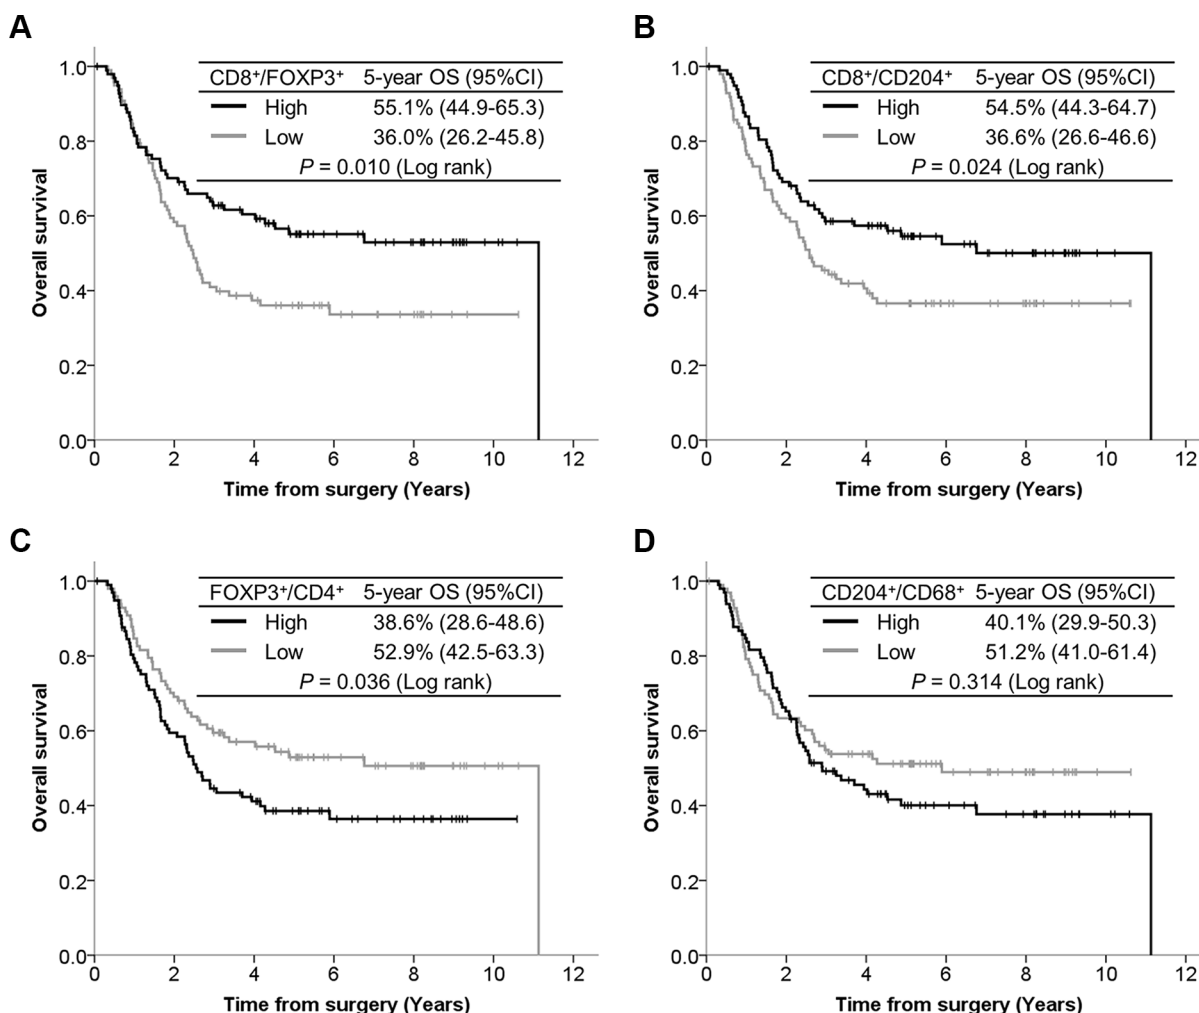 A
CD8⁺/FOXP3⁺ 5-year OS (95%CI)
High 55.1% (44.9-65.3)
Low 36.0% (26.2-45.8)
P = 0.010 (Log rank)
1.0
0.8
0.6
0.4
0.2
0.0
Overall survival
0 2 4 6 8 10 12
Time from surgery (Years)
B
CD8⁺/CD204⁺ 5-year OS (95%CI)
High 54.5% (44.3-64.7)
Low 36.6% (26.6-46.6)
P = 0.024 (Log rank)
1.0
0.8
0.6
0.4
0.2
0.0
Overall survival
0 2 4 6 8 10 12
Time from surgery (Years)
C
FOXP3⁺/CD4⁺ 5-year OS (95%CI)
High 38.6% (28.6-48.6)
Low 52.9% (42.5-63.3)
P = 0.036 (Log rank)
1.0
0.8
0.6
0.4
0.2
0.0
Overall survival
0 2 4 6 8 10 12
Time from surgery (Years)
D
CD204⁺/CD68⁺ 5-year OS (95%CI)
High 40.1% (29.9-50.3)
Low 51.2% (41.0-61.4)
P = 0.314 (Log rank)
1.0
0.8
0.6
0.4
0.2
0.0
Overall survival
0 2 4 6 8 10 12
Time from surgery (Years)